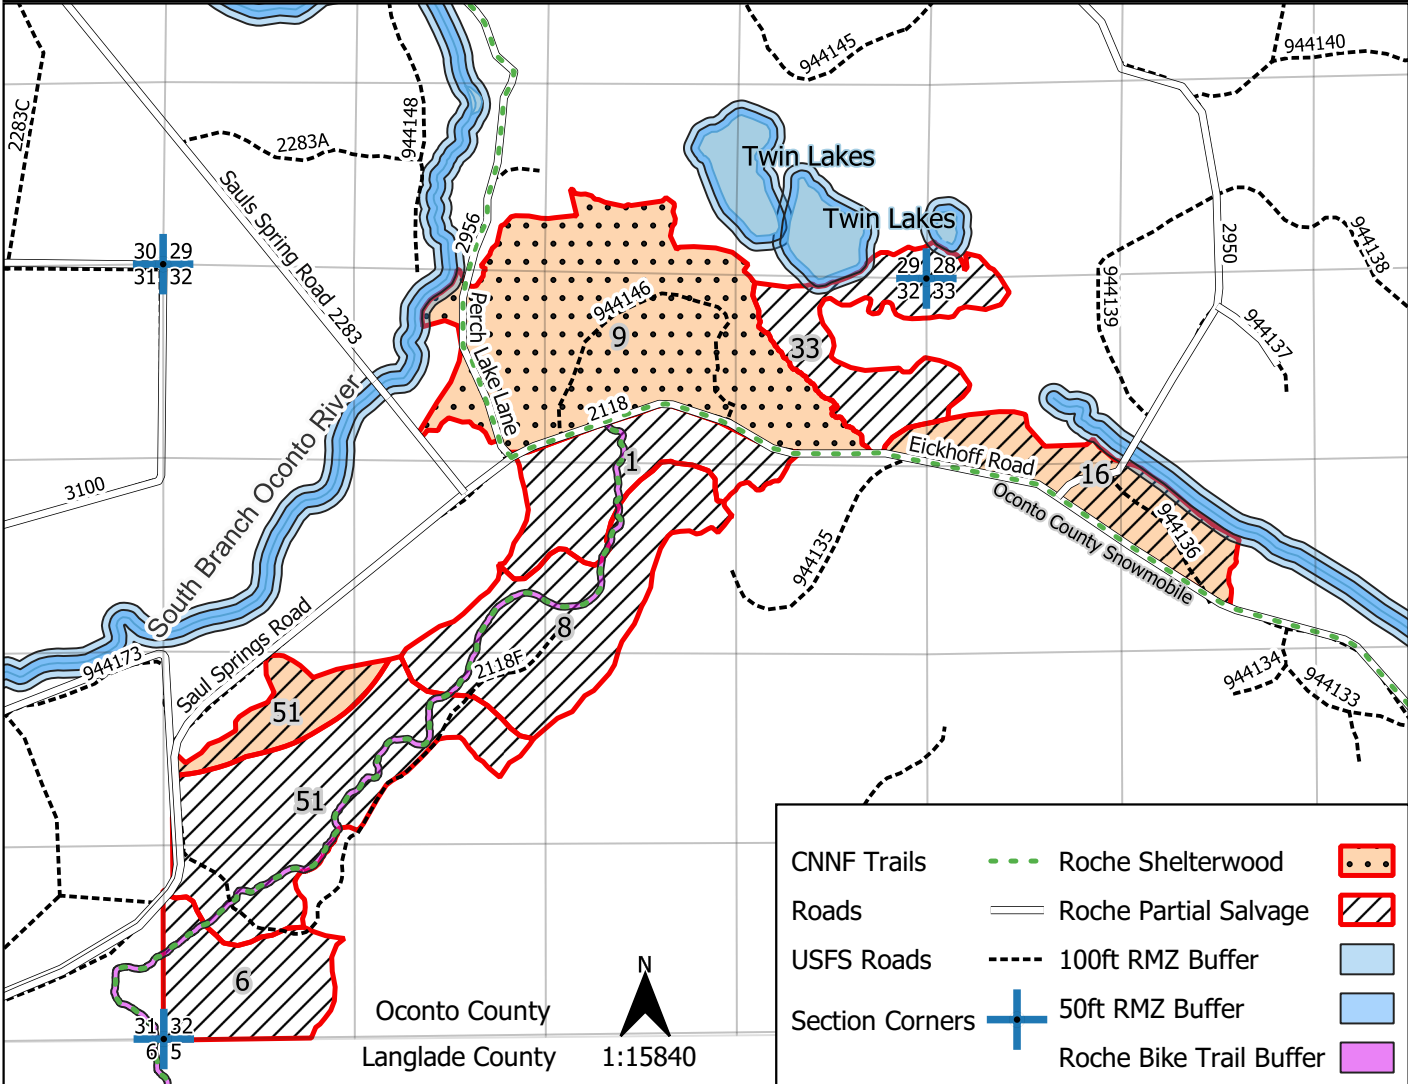 944145
944140
2283C
944148
2283A
Twin Lakes
Twin Lakes
Sauls Spring Road 2283
2956
2950
944138
30 29
31 32
29 28
32 33
944139
944146
Perch Lake Lane
9
33
944137
2118
Eickhoff Road
1
16
3100
South Branch Oconto River
Oconto County Snowmobile
944136
944135
Saul Springs Road
8
2118F
944173
944134
944133
51
51
6
31 32
6 5
Oconto County
Langlade County
N
1:15840
CNNF Trails
Roads
USFS Roads
Section Corners
Roche Shelterwood
Roche Partial Salvage
100ft RMZ Buffer
50ft RMZ Buffer
Roche Bike Trail Buffer